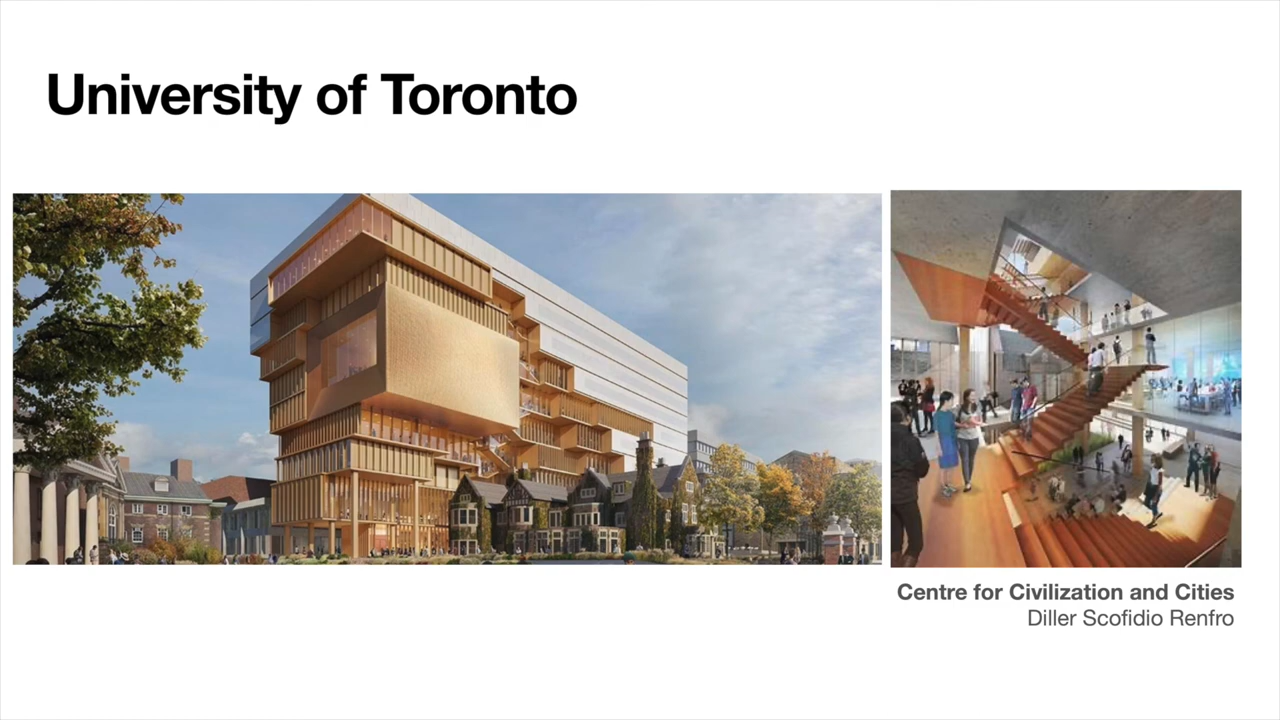 University of Toronto
Centre for Civilization and Cities
Diller Scofidio Renfro